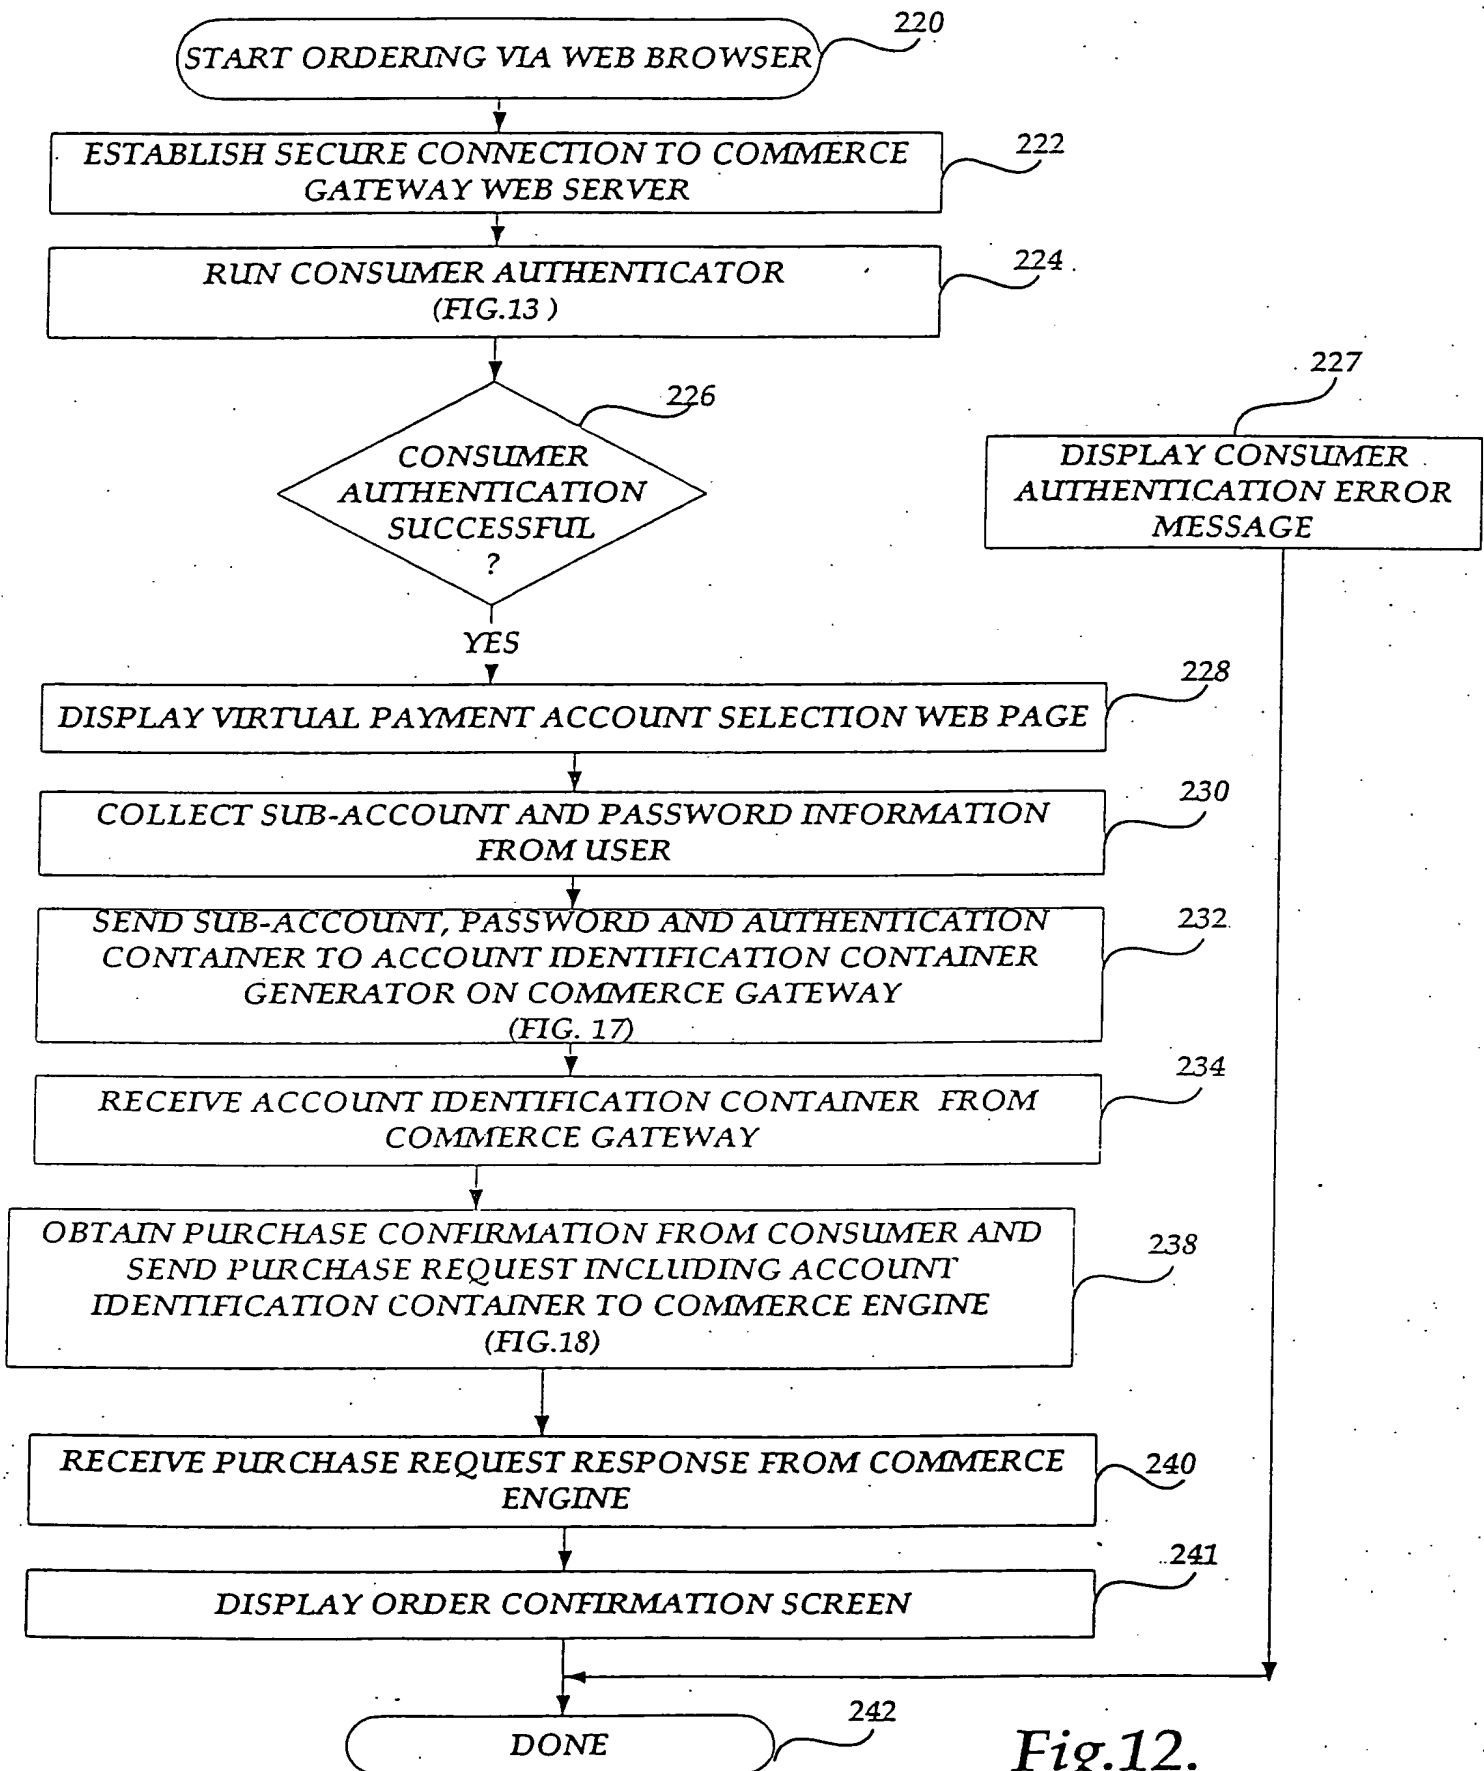 220
START ORDERING VIA WEB BROWSER
222
ESTABLISH SECURE CONNECTION TO COMMERCE
GATEWAY WEB SERVER
224
RUN CONSUMER AUTHENTICATOR
(FIG.13)
226
CONSUMER
AUTHENTICATION
SUCCESSFUL
?
227
DISPLAY CONSUMER
AUTHENTICATION ERROR
MESSAGE
YES
228
DISPLAY VIRTUAL PAYMENT ACCOUNT SELECTION WEB PAGE
230
COLLECT SUB-ACCOUNT AND PASSWORD INFORMATION
FROM USER
232
SEND SUB-ACCOUNT, PASSWORD AND AUTHENTICATION
CONTAINER TO ACCOUNT IDENTIFICATION CONTAINER
GENERATOR ON COMMERCE GATEWAY
(FIG. 17)
234
RECEIVE ACCOUNT IDENTIFICATION CONTAINER FROM
COMMERCE GATEWAY
238
OBTAIN PURCHASE CONFIRMATION FROM CONSUMER AND
SEND PURCHASE REQUEST INCLUDING ACCOUNT
IDENTIFICATION CONTAINER TO COMMERCE ENGINE
(FIG.18)
240
RECEIVE PURCHASE REQUEST RESPONSE FROM COMMERCE
ENGINE
241
DISPLAY ORDER CONFIRMATION SCREEN
242
DONE
Fig.12.